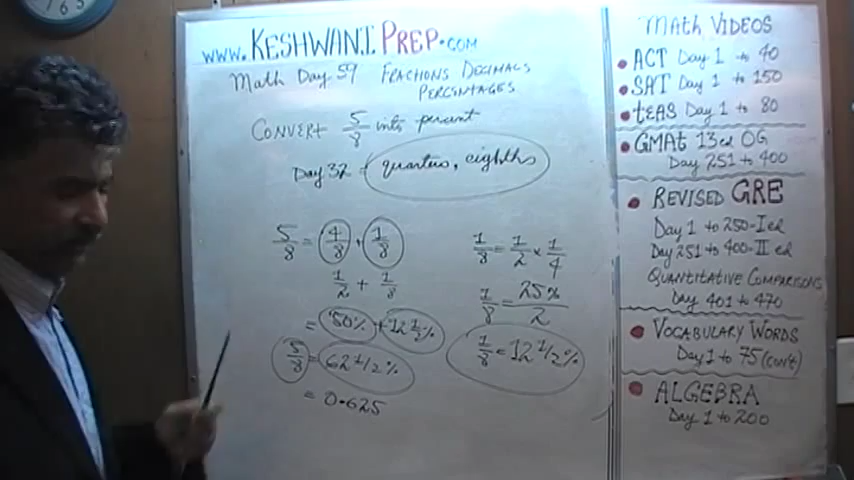 www.KESHWANIPREP.com
Math Day 59 FRACTIONS DECIMALS
PERCENTAGES
CONVERT 5/8 into percent
Day 32 - quarters, eighths
5/8 = 4/8 + 1/8
1/2 + 1/8
= 50% + 12 1/2%
5/8 = 62 1/2%
= 0.625
1/8 = 1/2 × 1/4
1/8 = 25%/2
1/8 = 12 1/2%
MATH VIDEOS
ACT Day 1 to 40
SAT Day 1 to 150
tEAS Day 1 to 80
GMAt 13 ed OG
Day 251 to 400
REVISED GRE
Day 1 to 250-I ed
Day 251 to 400-II ed
QUANTITATIVE COMPARISONS
Day 401 to 470
VOCABULARY WORDS
Day 1 to 75 (cont)
ALGEBRA
Day 1 to 200